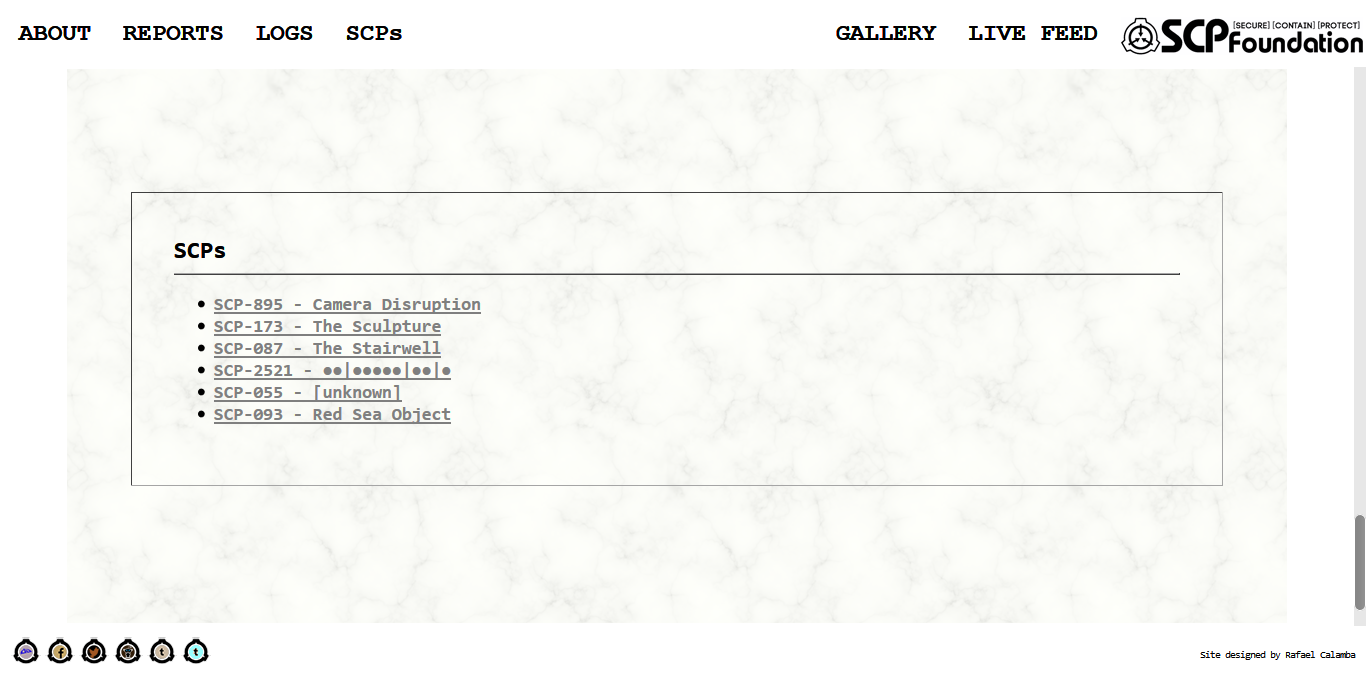 ABOUT REPORTS LOGS SCPs GALLERY LIVE FEED
[SECURE] [CONTAIN] [PROTECT]
SCP Foundation
SCPs
SCP-895 - Camera Disruption
SCP-173 - The Sculpture
SCP-087 - The Stairwell
SCP-2521 - ●●|●●●●●|●●|●
SCP-055 - [unknown]
SCP-093 - Red Sea Object
f t t
Site designed by Rafael Calamba